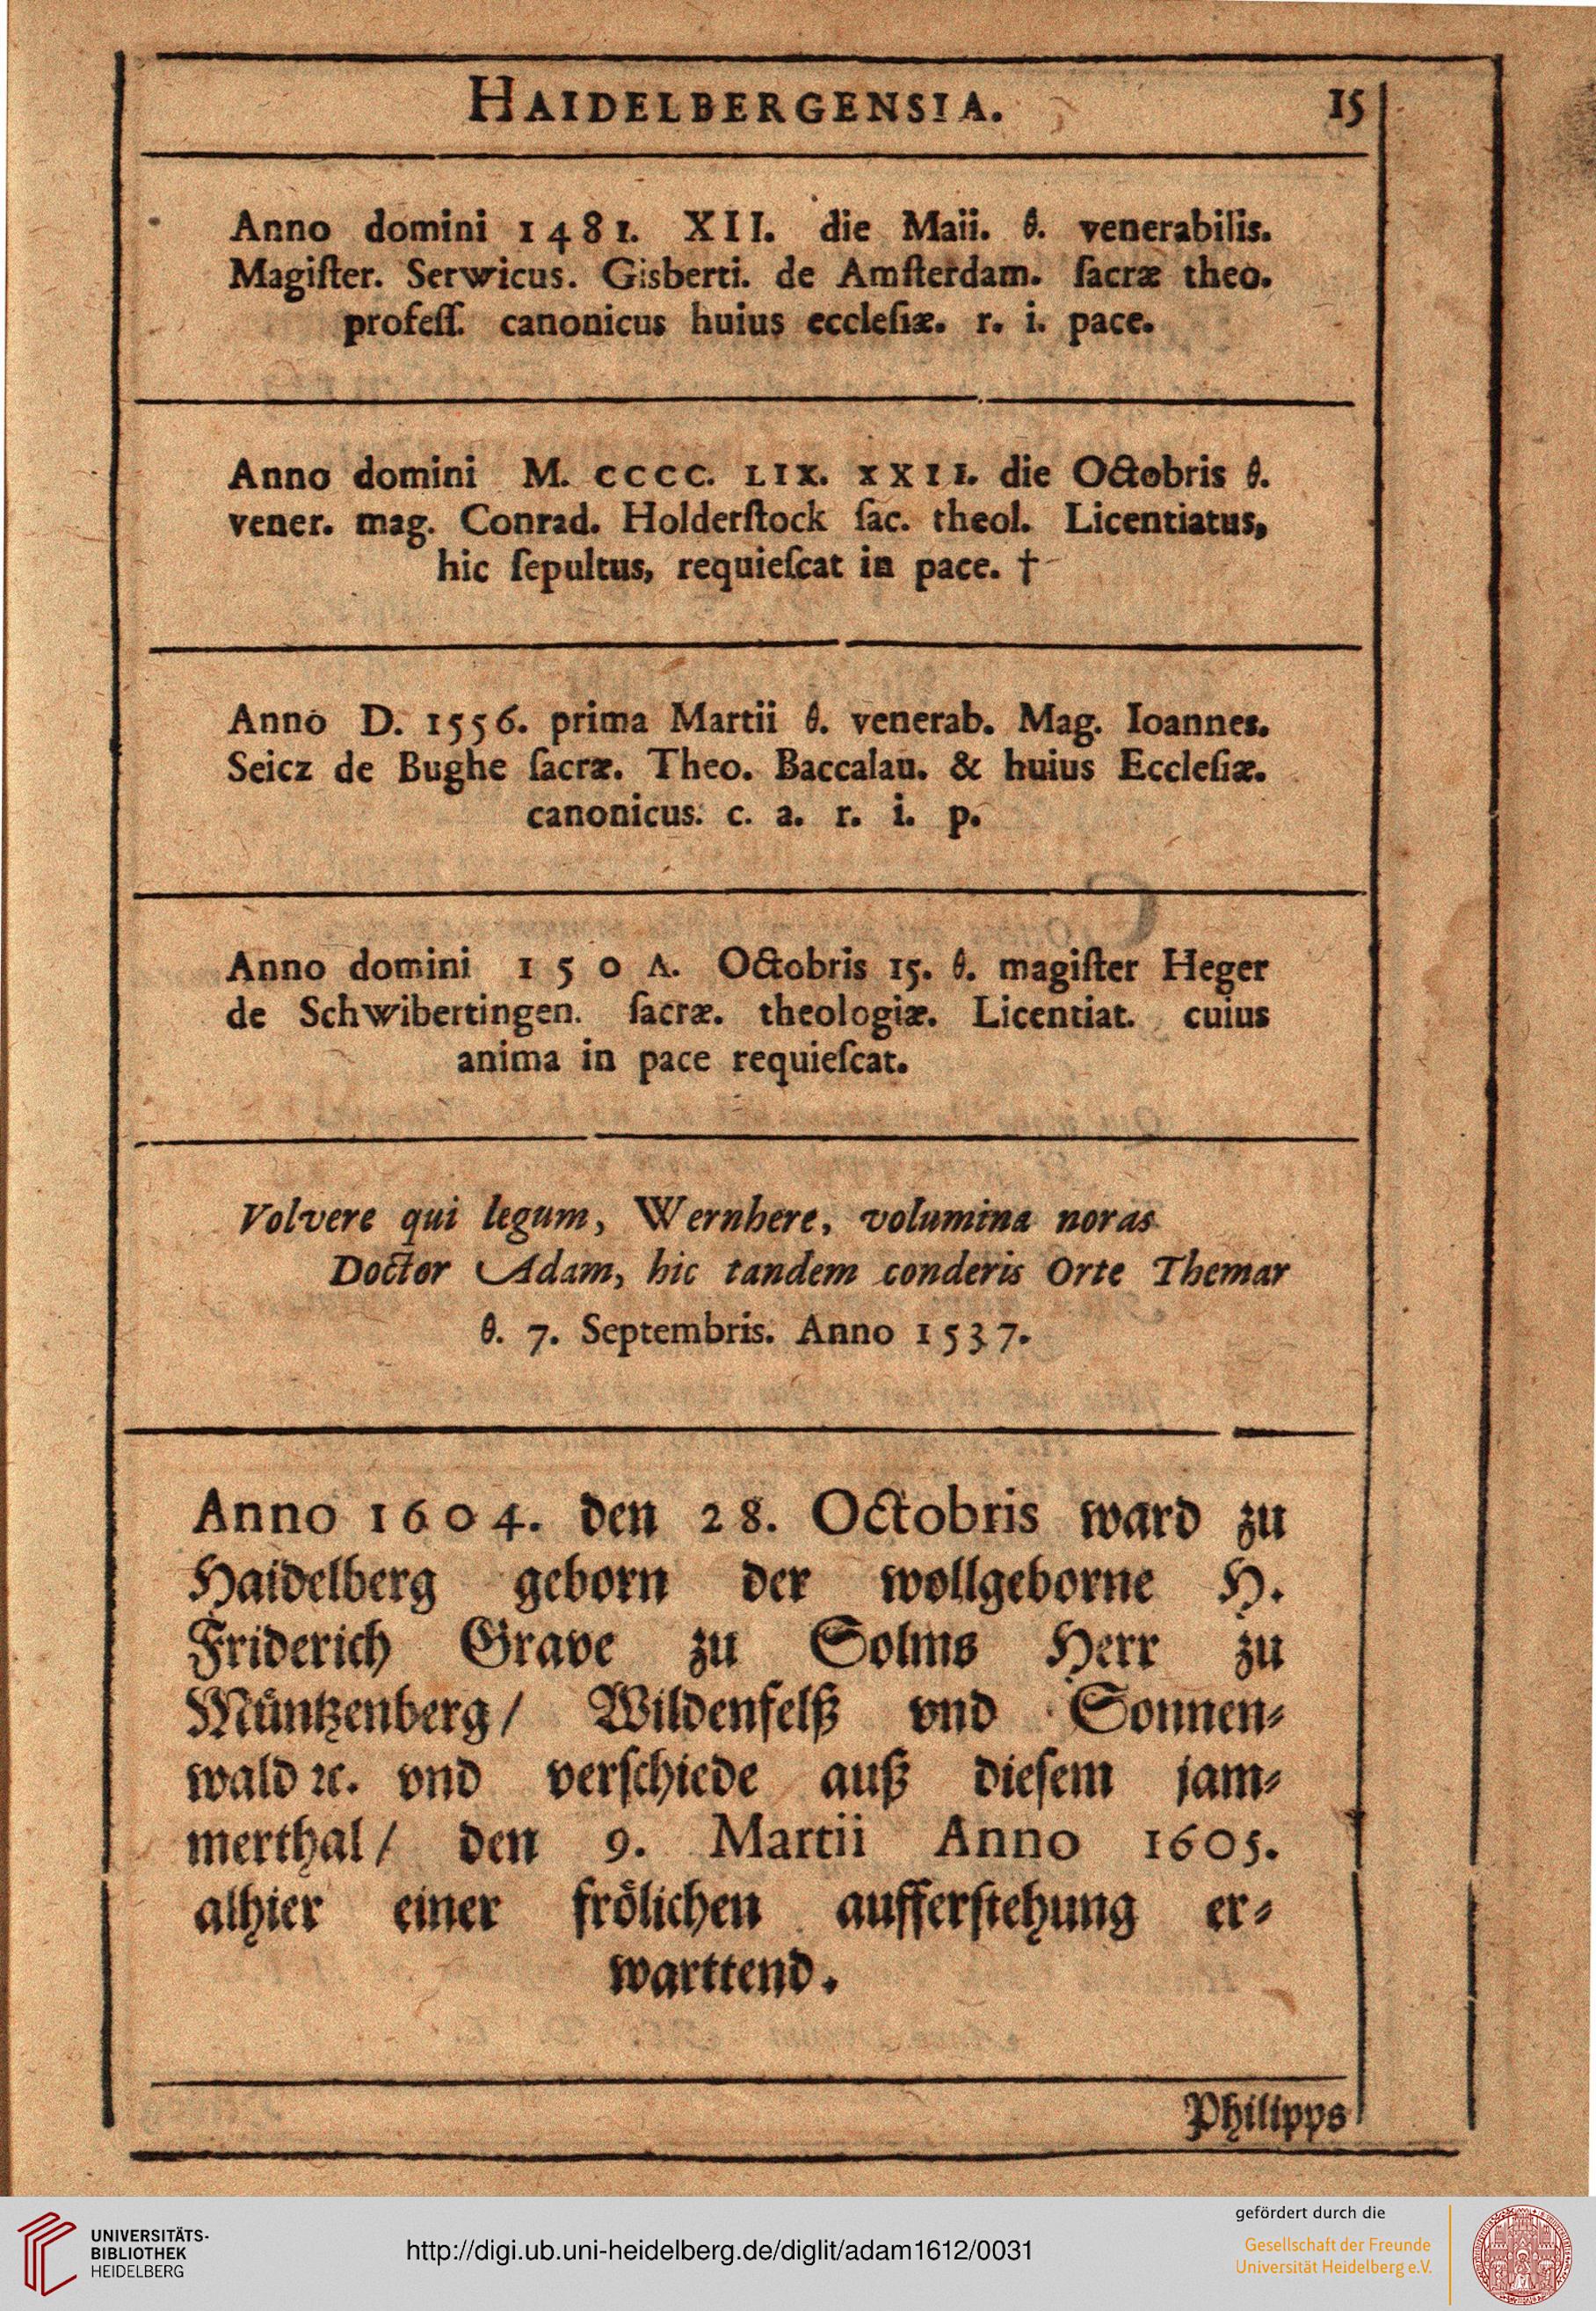 HAIDELBERGENSIA. 15
Anno domini 1481. XII. die Maii. θ. venerabilis.
Magiſter. Serwicus. Gisberti. de Amſterdam. ſacræ theo.
profeſſ. canonicus huius eccleſiæ. r. i. pace.
Anno domini M. CCCC. LIX. XXII. die Octobris θ.
vener. mag. Conrad. Holderſtock ſac. theol. Licentiatus,
hic ſepultus, requieſcat in pace. †
Anno D. 1556. prima Martii θ. venerab. Mag. Ioannes.
Seicz de Bughe ſacræ. Theo. Baccalau. & huius Eccleſiæ.
canonicus. c. a. r. i. p.
Anno domini 150Λ. Octobris 15. θ. magiſter Heger
de Schwibertingen. ſacræ. theologiæ. Licentiat. cuius
anima in pace requieſcat.
Volvere qui legum, Wernhere, volumina noras
Doctor Adam, hic tandem conderis Orte Themar
θ. 7. Septembris. Anno 1537.
Anno 1604. den 28. Octobris ward zu
Haidelberg geborn der wollgeborne H.
Friderich Grave zu Solms Herr zu
Müntzenberg/ Wildenfelß vnd Sonnen⸗
wald ꝛc. vnd verſchiede auß dieſem jam⸗
merthal/ den 9. Martii Anno 1605.
alhier einer frölichen aufferſtehung er⸗
warttend.
Philipps
UNIVERSITÄTS-
BIBLIOTHEK
HEIDELBERG
http://digi.ub.uni-heidelberg.de/diglit/adam1612/0031
gefördert durch die
Gesellschaft der Freunde
Universität Heidelberg e.V.